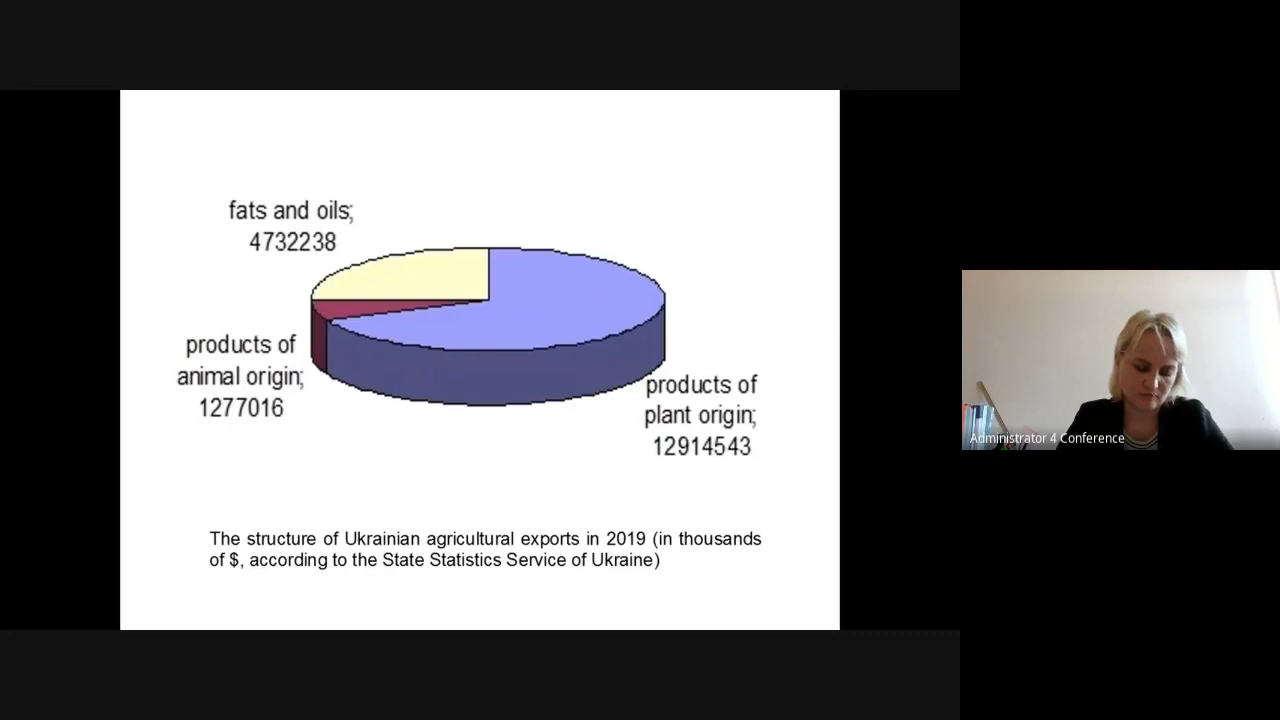 fats and oils;
4732238
products of
animal origin;
1277016
products of
plant origin;
12914543
The structure of Ukrainian agricultural exports in 2019 (in thousands
of $, according to the State Statistics Service of Ukraine)
Administrator 4 Conference